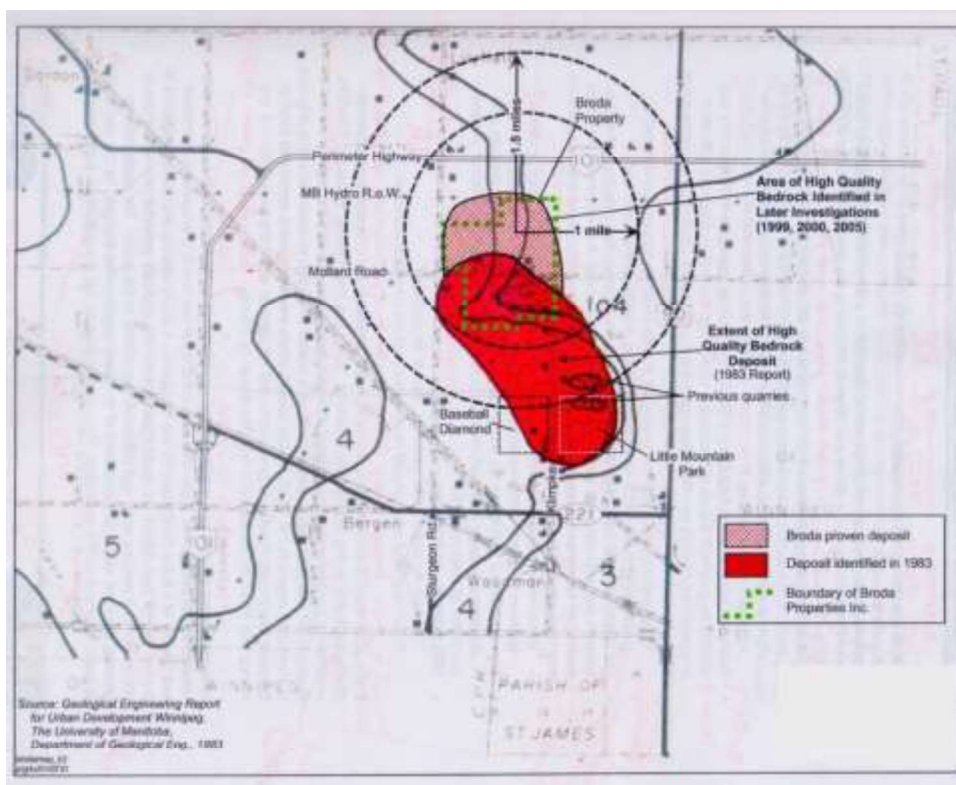 Gordon
1.5 miles
Broda
Property
Perimeter Highway
MB Hydro R.o.W.
Area of High Quality
Bedrock Identified in
Later Investigations
(1999, 2000, 2005)
1 mile
Mollard Road
4
Extent of High
Quality Bedrock
Deposit
(1983 Report)
Previous quarries
Baseball
Diamond
4
Little Mountain
Park
Klimpke
Bergen
221
Sturgeon Rd.
5
Woodman
3
4
Broda proven deposit
Deposit identified in 1983
Boundary of Broda
Properties Inc.
WINNIPEG
PARISH OF
ST JAMES
Source: Geological Engineering Report
for Urban Development Winnipeg,
The University of Manitoba,
Department of Geological Eng., 1983